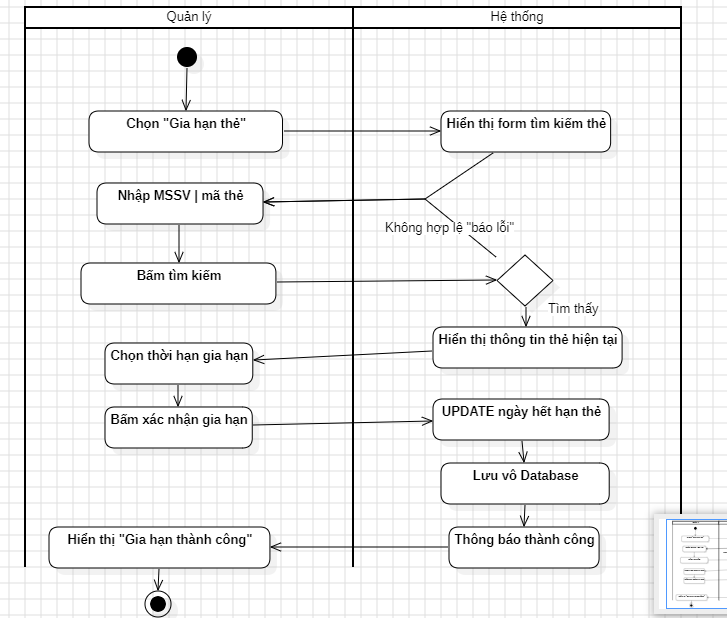 Quản lý
Hệ thống
Chọn "Gia hạn thẻ"
Hiển thị form tìm kiếm thẻ
Nhập MSSV | mã thẻ
Không hợp lệ "báo lỗi"
Bấm tìm kiếm
Tìm thấy
Hiển thị thông tin thẻ hiện tại
Chọn thời hạn gia hạn
UPDATE ngày hết hạn thẻ
Bấm xác nhận gia hạn
Lưu vô Database
Thông báo thành công
Hiển thị "Gia hạn thành công"